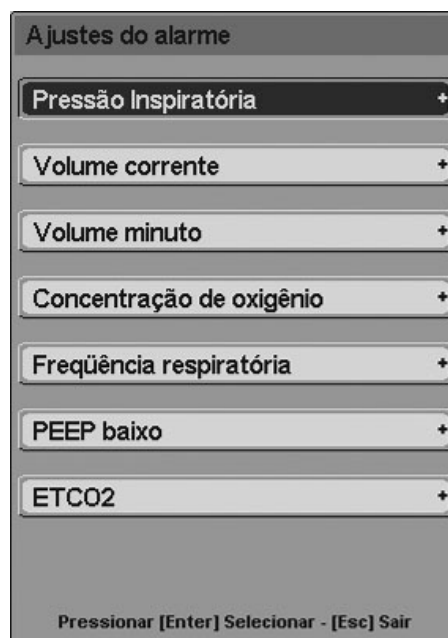 Ajustes do alarme
Pressão Inspiratória +
Volume corrente +
Volume minuto +
Concentração de oxigênio +
Freqüência respiratória +
PEEP baixo +
ETCO2 +
Pressionar [Enter] Selecionar - [Esc] Sair